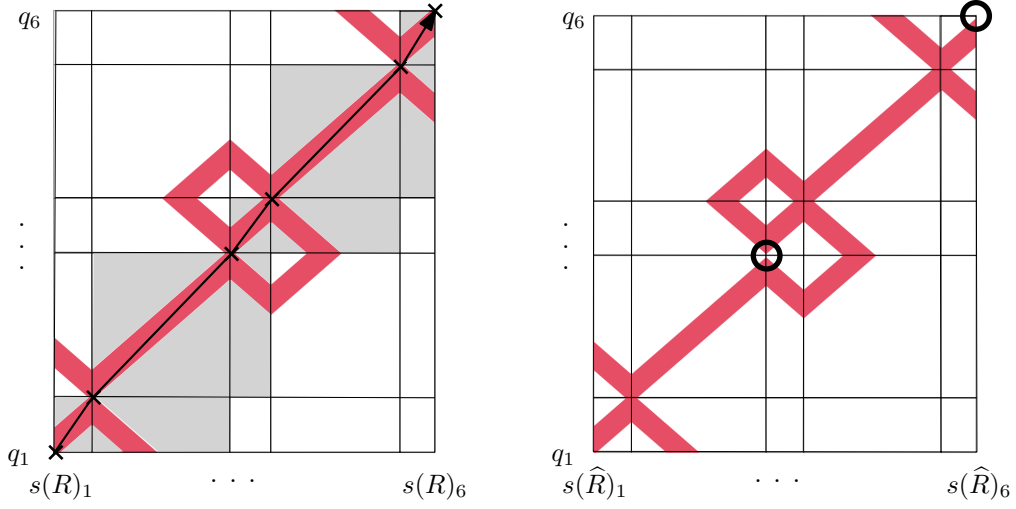 q₆ q₆
⋮ ⋮
q₁ q₁
s(R)₁ · · · s(R)₆ s(R̂)₁ · · · s(R̂)₆